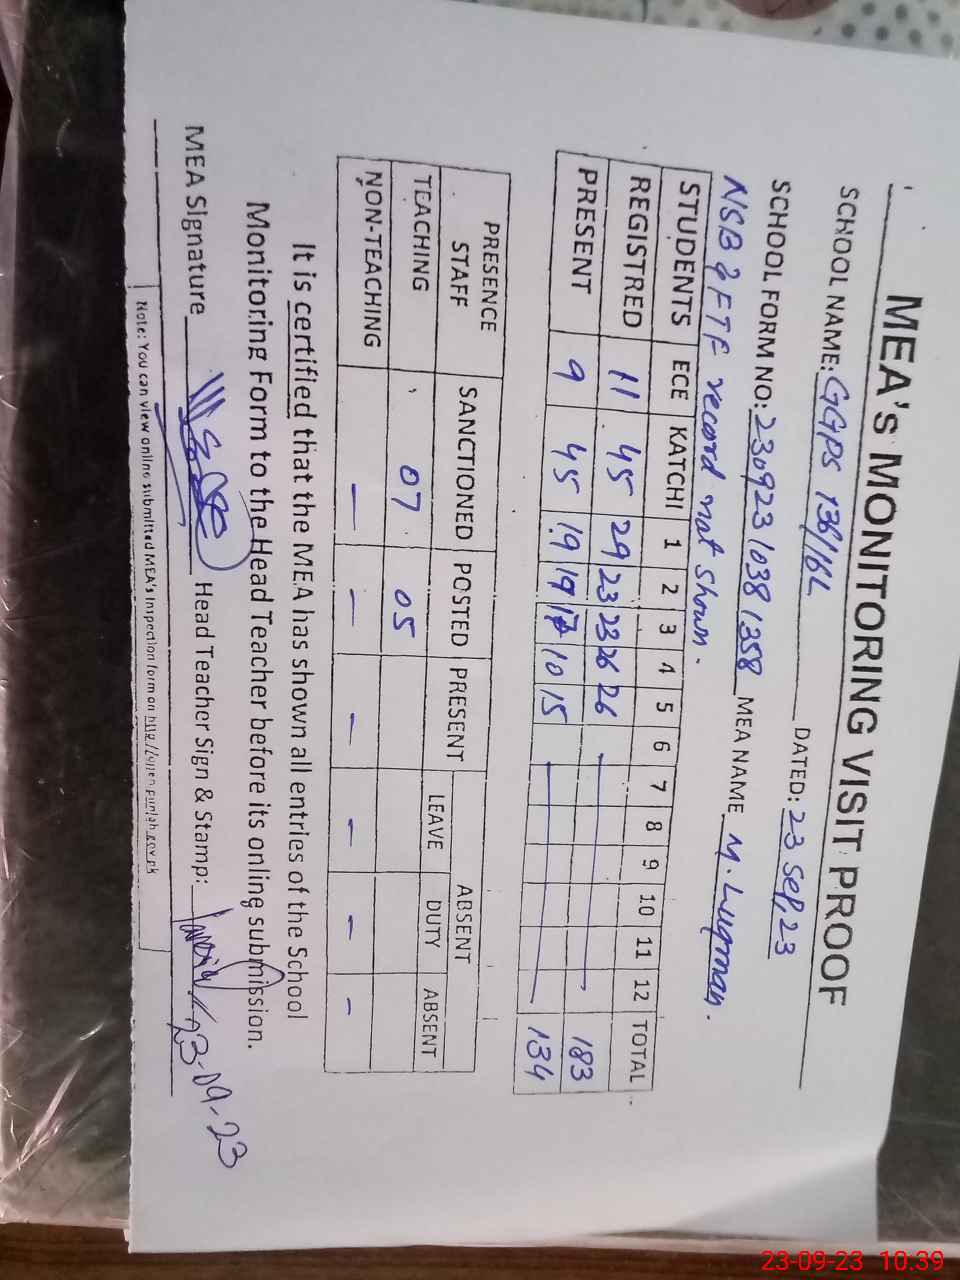 MEA'S MONITORING VISIT PROOF
SCHOOL NAME: GGPS 136/16L DATED: 23 Sep, 23
SCHOOL FORM NO: 230923 1038 1358 MEA NAME M. Luqman.
NSB & FTF record not shown.
STUDENTS ECE KATCHI 1 2 3 4 5 6 7 8 9 10 11 12 TOTAL
REGISTRED 11 45 29 23 23 26 26 — 183
PRESENT 9 45 19 19 17 10 15 — 134
PRESENCE STAFF SANCTIONED POSTED PRESENT ABSENT
LEAVE DUTY ABSENT
TEACHING 07 05
NON-TEACHING — — — — — —
It is certified that the MEA has shown all entries of the School
Monitoring Form to the Head Teacher before its online submission.
MEA Signature Head Teacher Sign & Stamp: 23-09-23
Note: You can view online submitted MEA's Inspection form on http://open.punjab.gov.pk
23-09-23 10.39